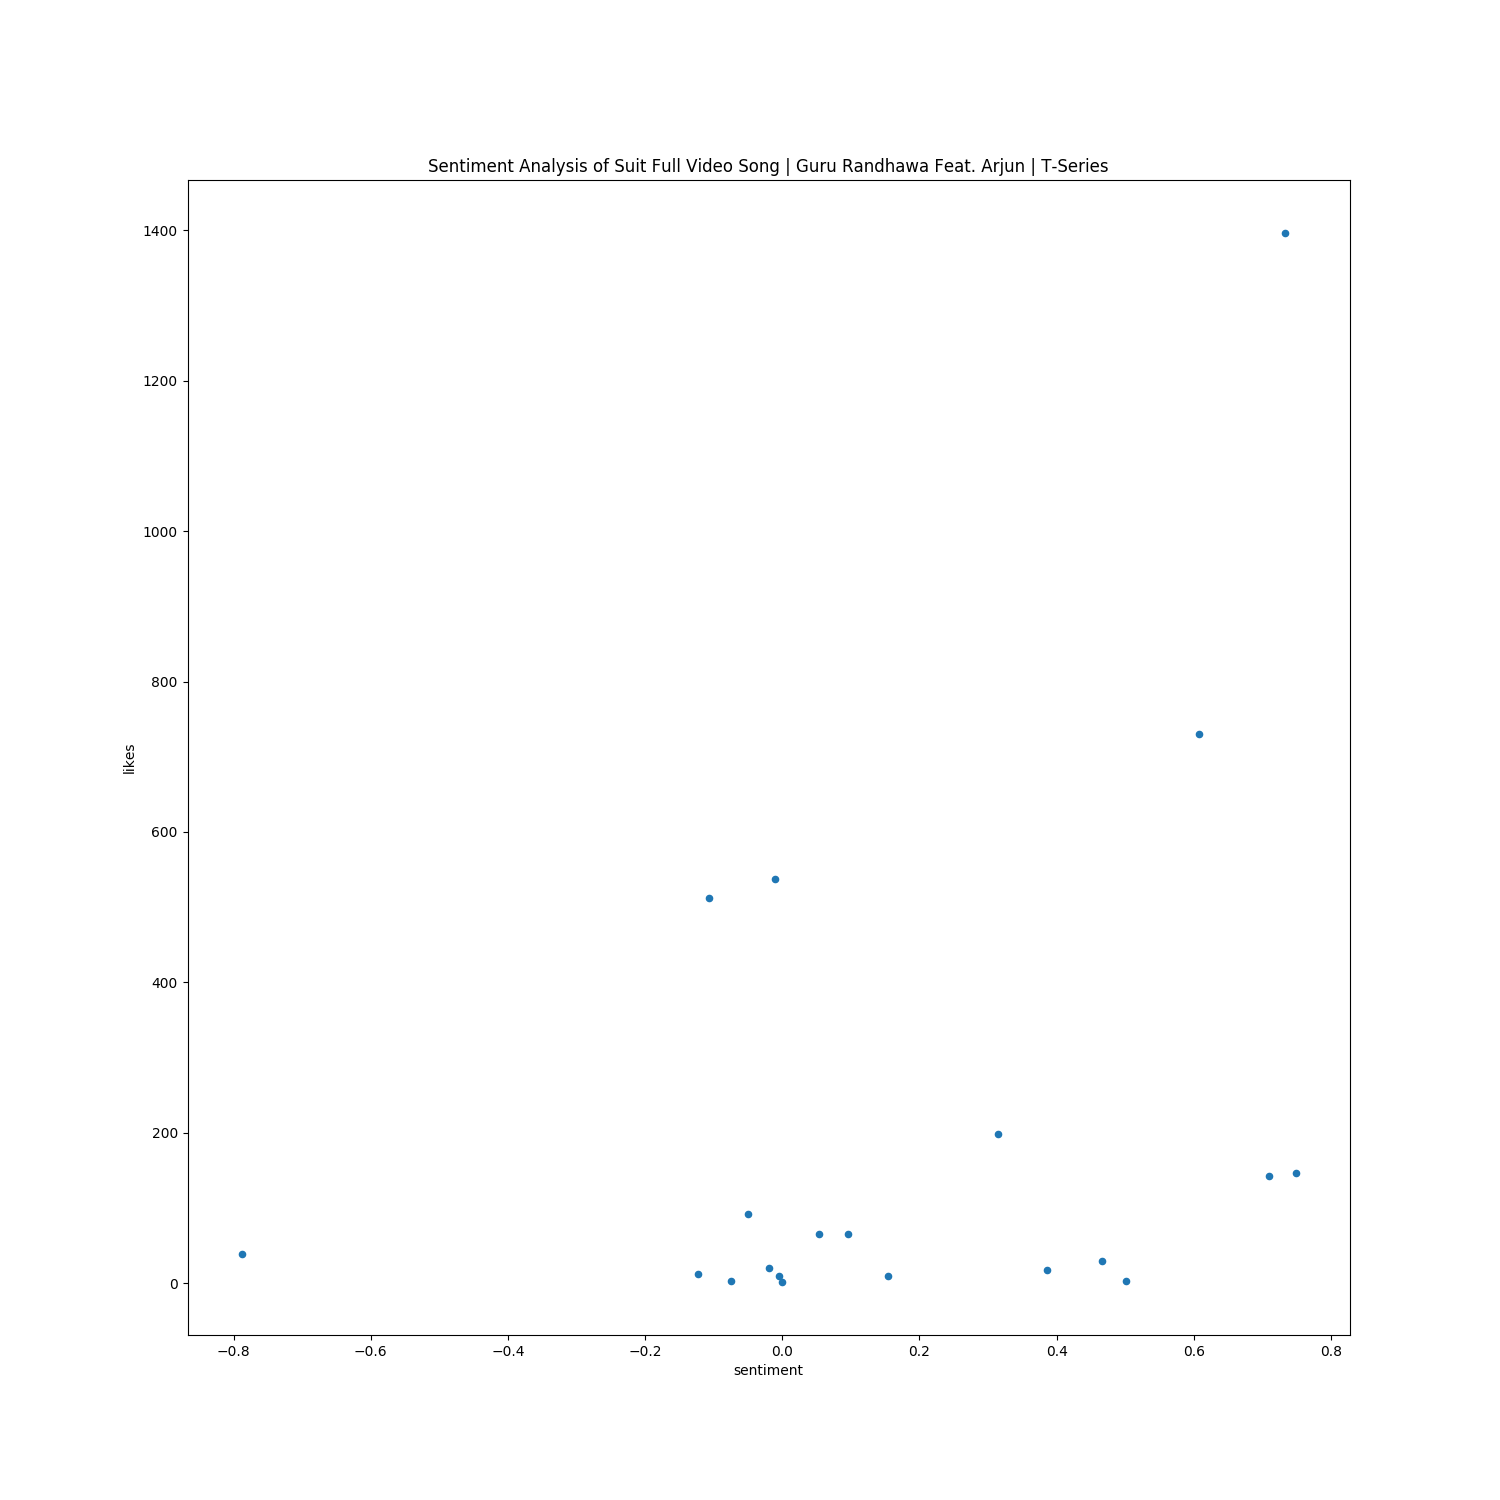 Sentiment Analysis of Suit Full Video Song | Guru Randhawa Feat. Arjun | T-Series
1400
1200
1000
800
600
400
200
0
likes
−0.8 −0.6 −0.4 −0.2 0.0 0.2 0.4 0.6 0.8
sentiment